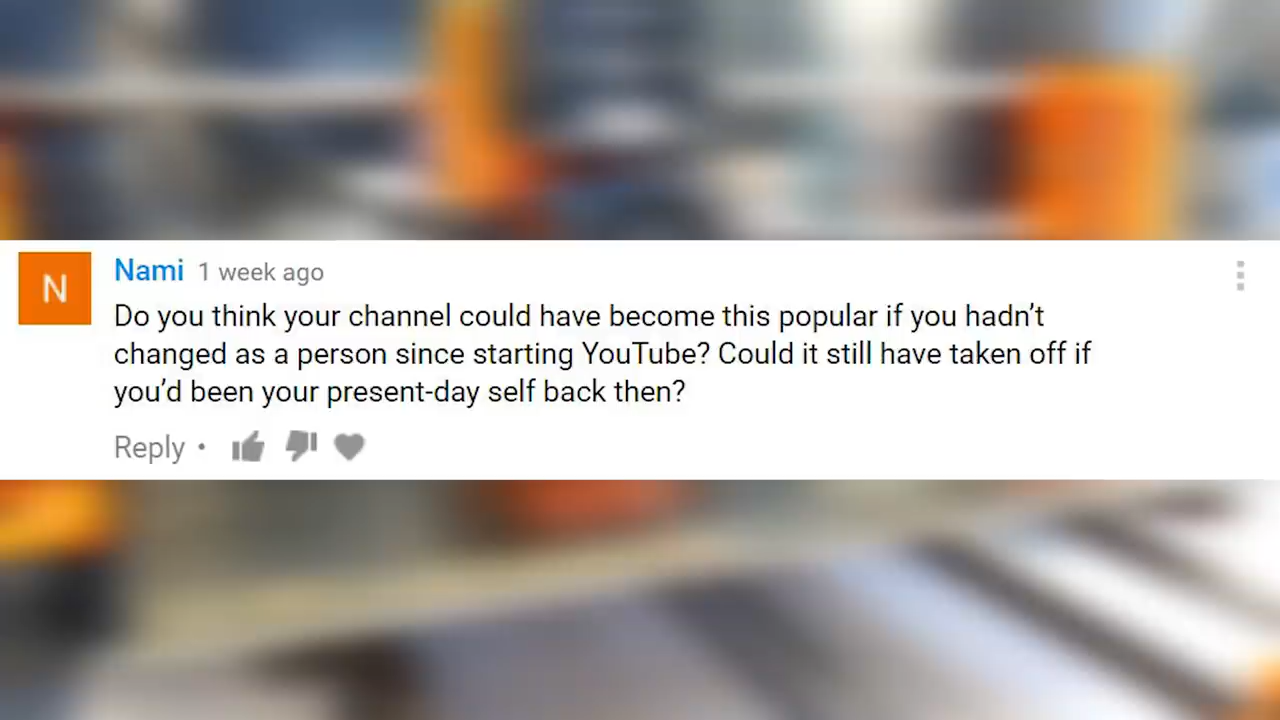 N
Nami 1 week ago
Do you think your channel could have become this popular if you hadn’t
changed as a person since starting YouTube? Could it still have taken off if
you’d been your present-day self back then?
Reply •